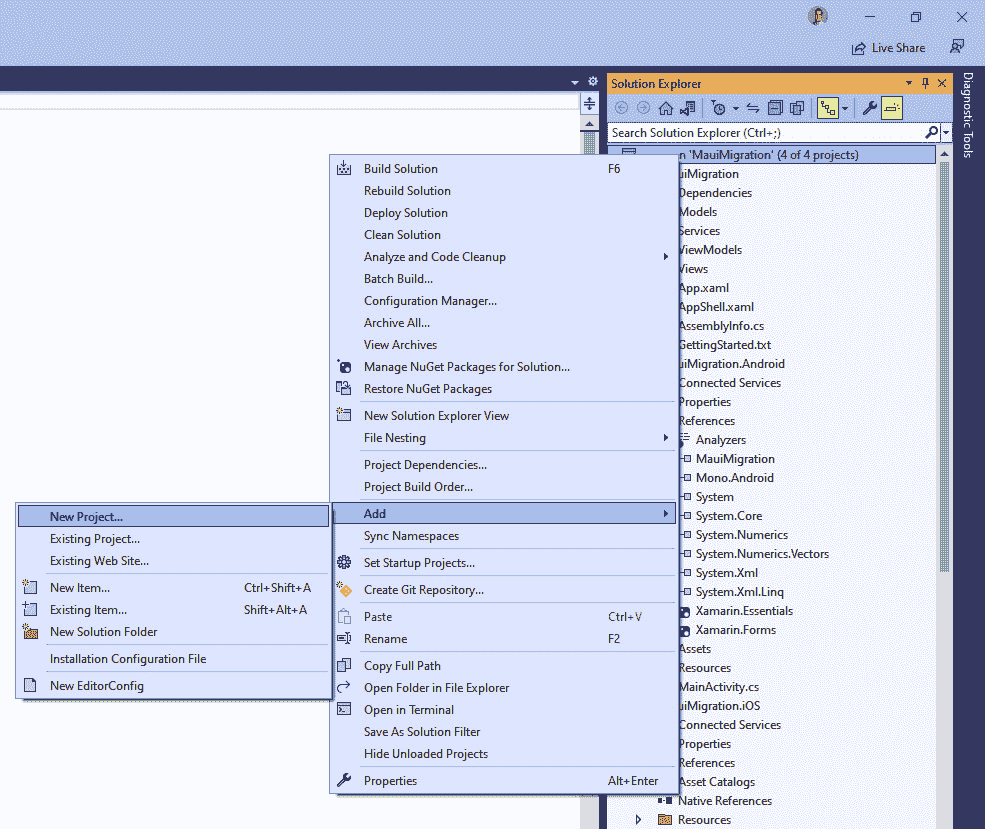 Live Share
Solution Explorer
Search Solution Explorer (Ctrl+;)
Diagnostic Tools
n 'MauiMigration' (4 of 4 projects)
uiMigration
Dependencies
Models
Services
ViewModels
Views
App.xaml
AppShell.xaml
AssemblyInfo.cs
GettingStarted.txt
uiMigration.Android
Connected Services
Properties
References
Analyzers
MauiMigration
Mono.Android
System
System.Core
System.Numerics
System.Numerics.Vectors
System.Xml
System.Xml.Linq
Xamarin.Essentials
Xamarin.Forms
Assets
Resources
MainActivity.cs
uiMigration.iOS
Connected Services
Properties
References
Asset Catalogs
Native References
Resources
Build Solution F6
Rebuild Solution
Deploy Solution
Clean Solution
Analyze and Code Cleanup
Batch Build...
Configuration Manager...
Archive All...
View Archives
Manage NuGet Packages for Solution...
Restore NuGet Packages
New Solution Explorer View
File Nesting
Project Dependencies...
Project Build Order...
Add
Sync Namespaces
Set Startup Projects...
Create Git Repository...
Paste Ctrl+V
Rename F2
Copy Full Path
Open Folder in File Explorer
Open in Terminal
Save As Solution Filter
Hide Unloaded Projects
Properties Alt+Enter
New Project...
Existing Project...
Existing Web Site...
New Item... Ctrl+Shift+A
Existing Item... Shift+Alt+A
New Solution Folder
Installation Configuration File
New EditorConfig